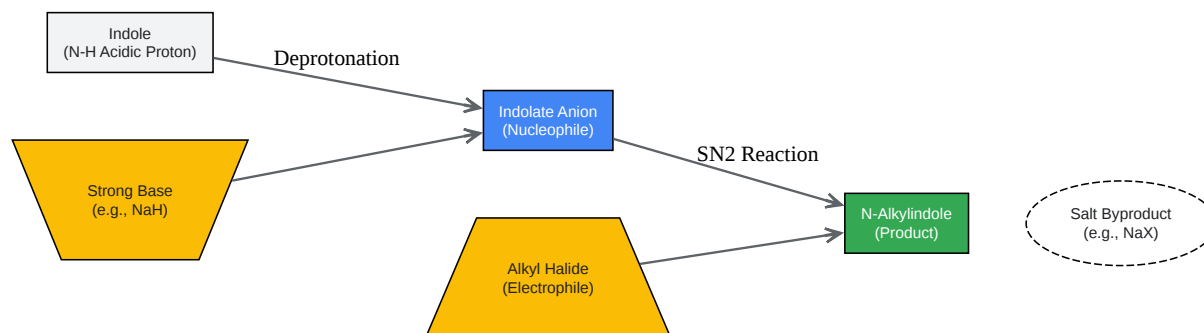 Indole
(N-H Acidic Proton)
Deprotonation
Indolate Anion
(Nucleophile)
Strong Base
(e.g., NaH)
SN2 Reaction
N-Alkylindole
(Product)
Salt Byproduct
(e.g., NaX)
Alkyl Halide
(Electrophile)